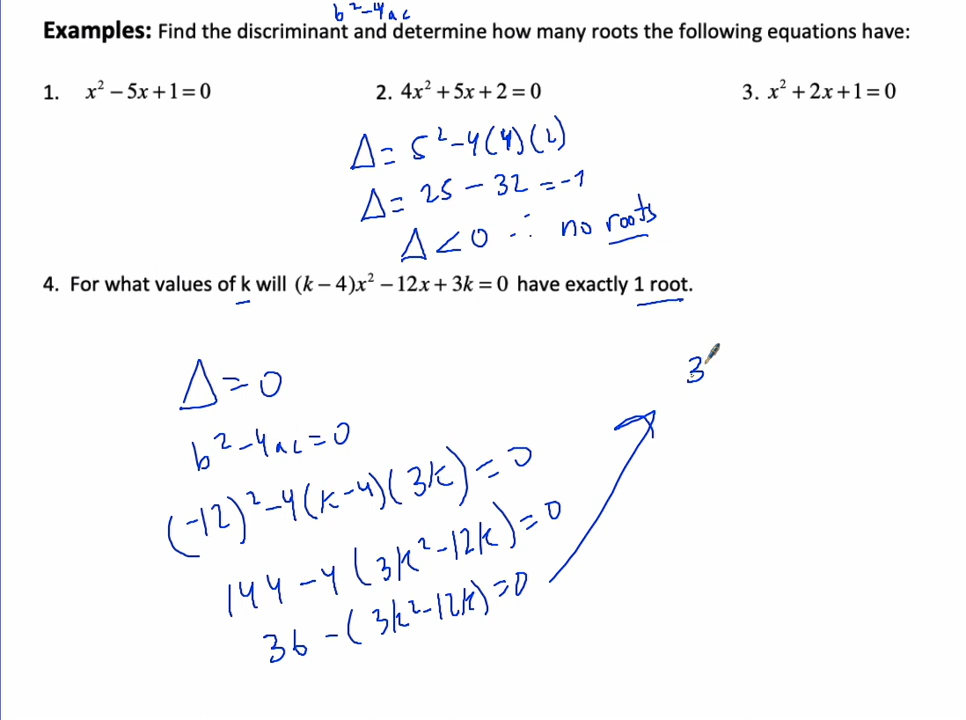 b²-4ac
Examples: Find the discriminant and determine how many roots the following equations have:
1. x² – 5x + 1 = 0 2. 4x² + 5x + 2 = 0 3. x² + 2x + 1 = 0
Δ = 5² - 4(4)(2)
Δ = 25 - 32 = -7
Δ < 0 ∴ no roots
4. For what values of k will (k – 4)x² – 12x + 3k = 0 have exactly 1 root.
Δ = 0
b² - 4ac = 0
(-12)² - 4(k-4)(3k) = 0
144 - 4(3k² - 12k) = 0
36 - (3k² - 12k) = 0
3